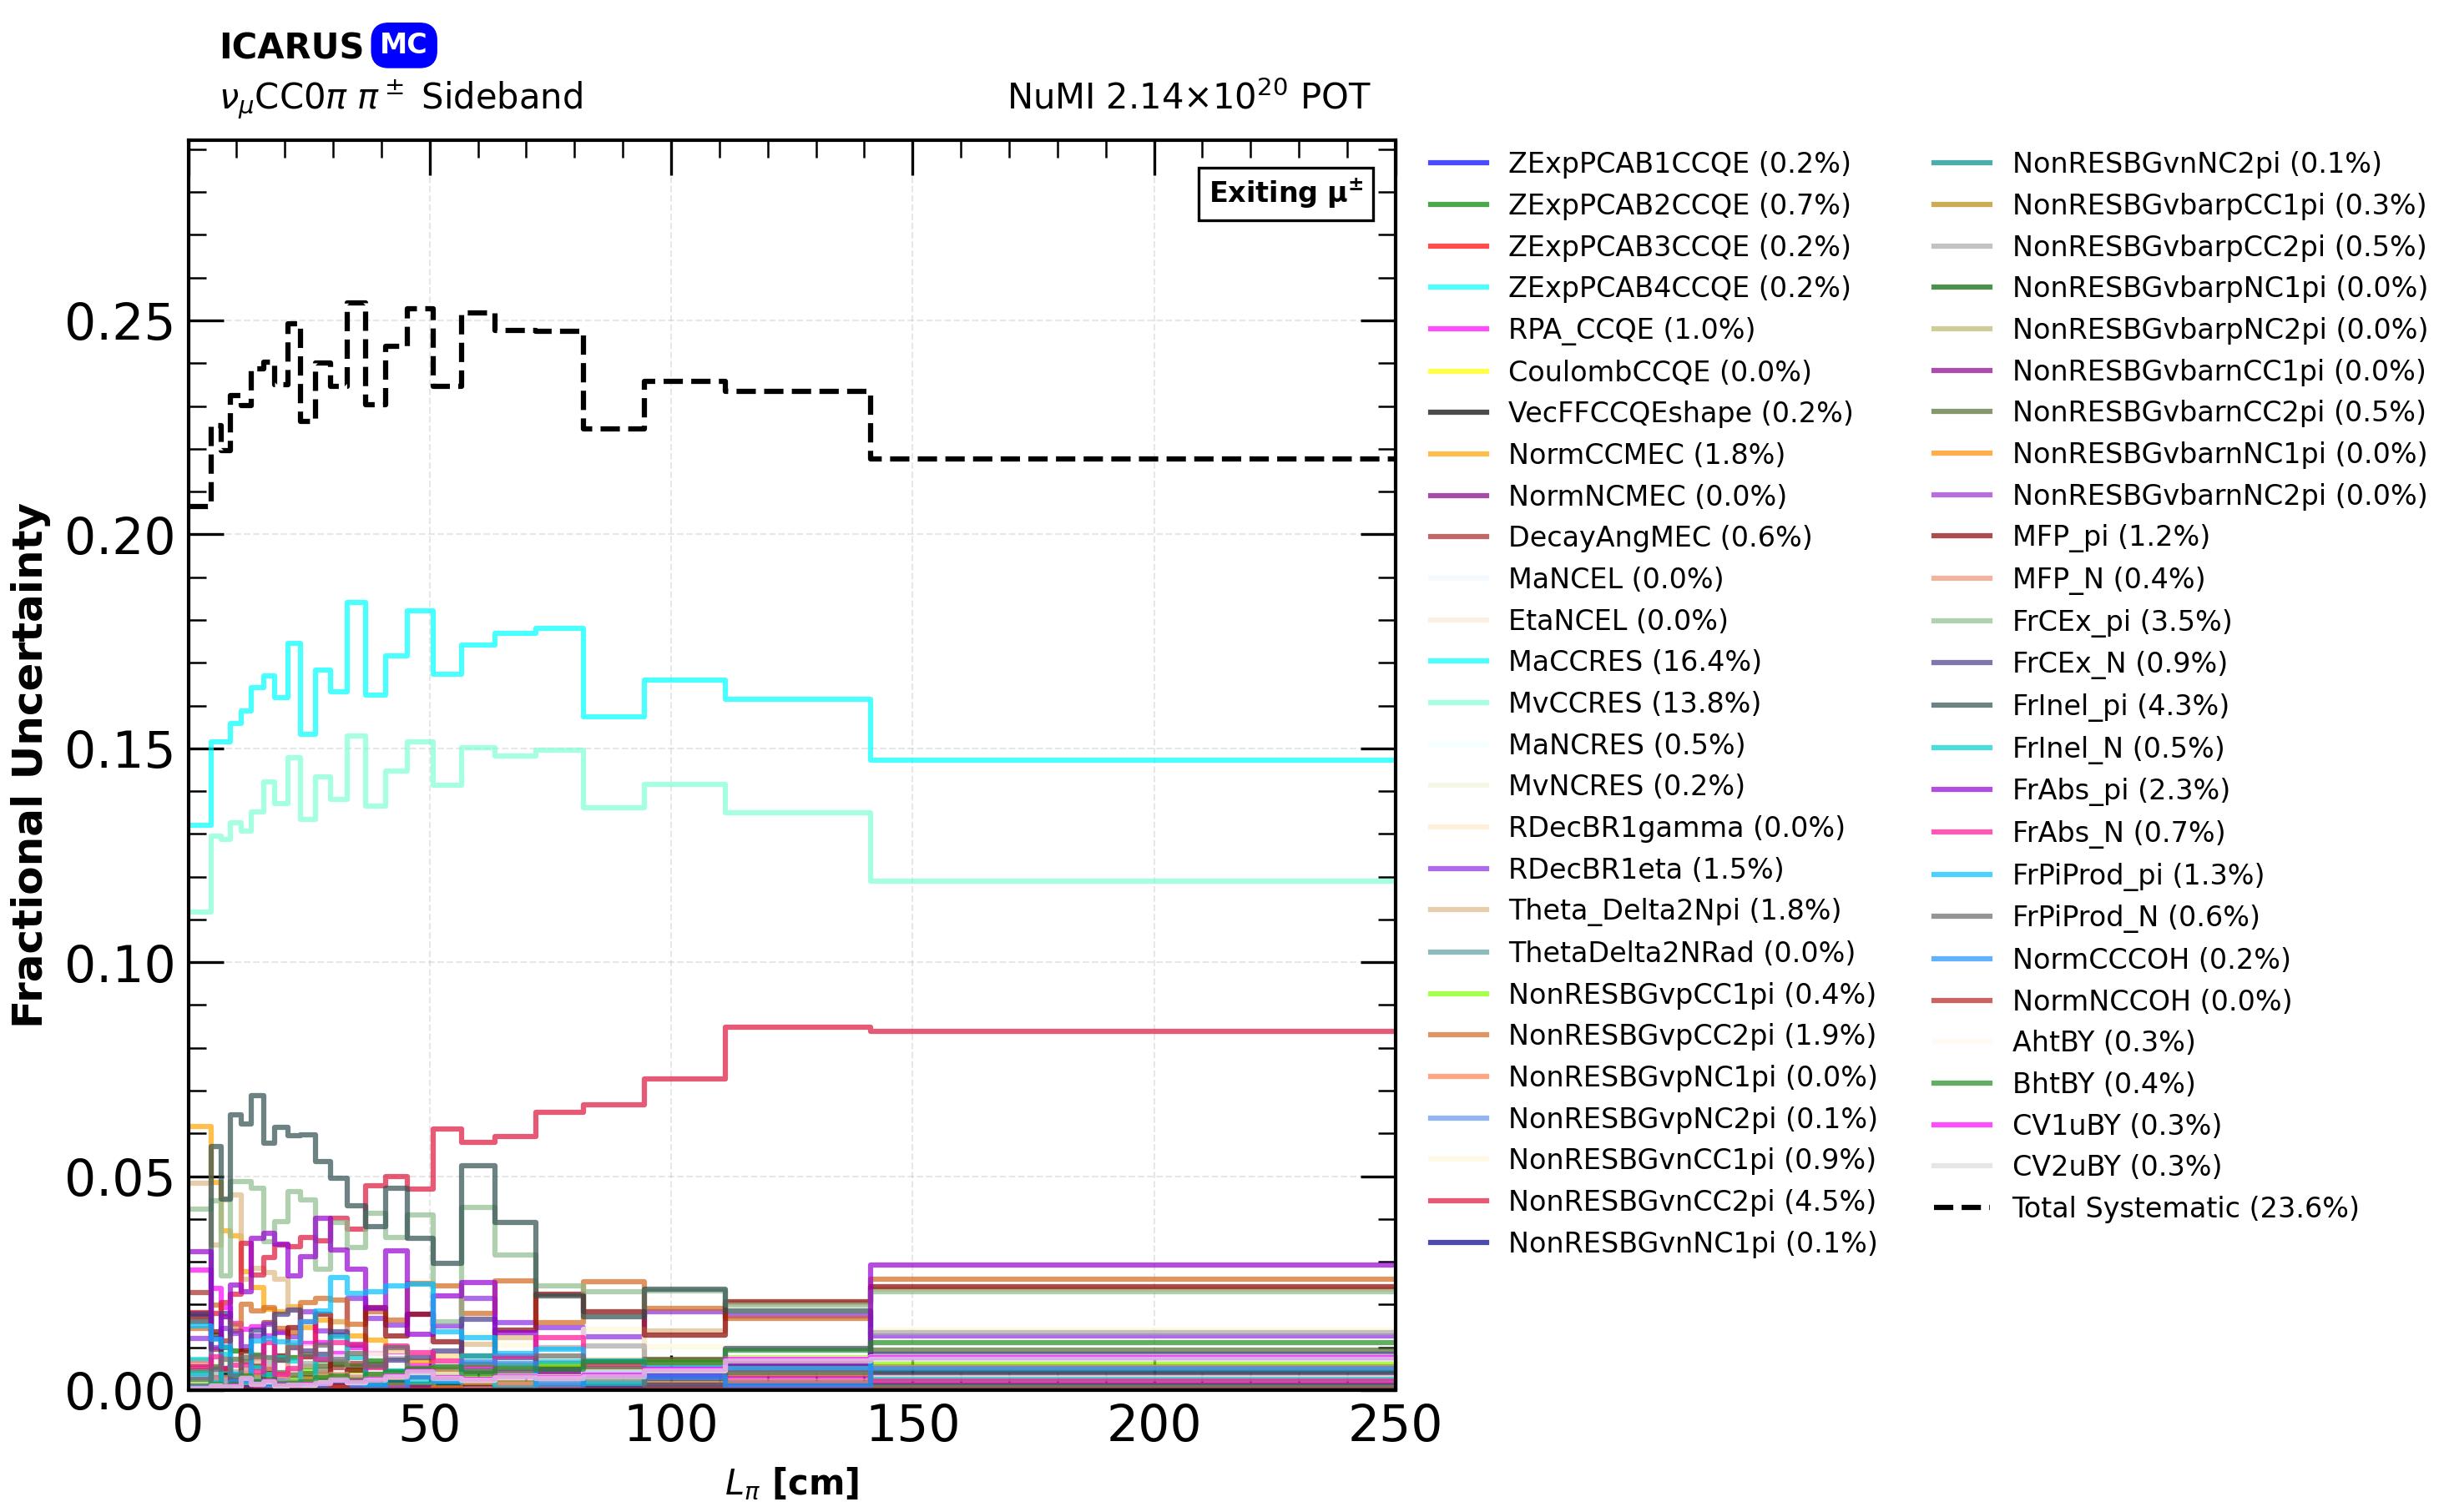 ICARUS MC
νμCC0π π± Sideband
NuMI 2.14×10²⁰ POT
Exiting μ±
Fractional Uncertainty
0.25
0.20
0.15
0.10
0.05
0.00
0 50 100 150 200 250
Lπ [cm]
ZExpPCAB1CCQE (0.2%)
ZExpPCAB2CCQE (0.7%)
ZExpPCAB3CCQE (0.2%)
ZExpPCAB4CCQE (0.2%)
RPA_CCQE (1.0%)
CoulombCCQE (0.0%)
VecFFCCQEshape (0.2%)
NormCCMEC (1.8%)
NormNCMEC (0.0%)
DecayAngMEC (0.6%)
MaNCEL (0.0%)
EtaNCEL (0.0%)
MaCCRES (16.4%)
MvCCRES (13.8%)
MaNCRES (0.5%)
MvNCRES (0.2%)
RDecBR1gamma (0.0%)
RDecBR1eta (1.5%)
Theta_Delta2Npi (1.8%)
ThetaDelta2NRad (0.0%)
NonRESBGvpCC1pi (0.4%)
NonRESBGvpCC2pi (1.9%)
NonRESBGvpNC1pi (0.0%)
NonRESBGvpNC2pi (0.1%)
NonRESBGvnCC1pi (0.9%)
NonRESBGvnCC2pi (4.5%)
NonRESBGvnNC1pi (0.1%)
NonRESBGvnNC2pi (0.1%)
NonRESBGvbarpCC1pi (0.3%)
NonRESBGvbarpCC2pi (0.5%)
NonRESBGvbarpNC1pi (0.0%)
NonRESBGvbarpNC2pi (0.0%)
NonRESBGvbarnCC1pi (0.0%)
NonRESBGvbarnCC2pi (0.5%)
NonRESBGvbarnNC1pi (0.0%)
NonRESBGvbarnNC2pi (0.0%)
MFP_pi (1.2%)
MFP_N (0.4%)
FrCEx_pi (3.5%)
FrCEx_N (0.9%)
FrInel_pi (4.3%)
FrInel_N (0.5%)
FrAbs_pi (2.3%)
FrAbs_N (0.7%)
FrPiProd_pi (1.3%)
FrPiProd_N (0.6%)
NormCCCOH (0.2%)
NormNCCOH (0.0%)
AhtBY (0.3%)
BhtBY (0.4%)
CV1uBY (0.3%)
CV2uBY (0.3%)
Total Systematic (23.6%)